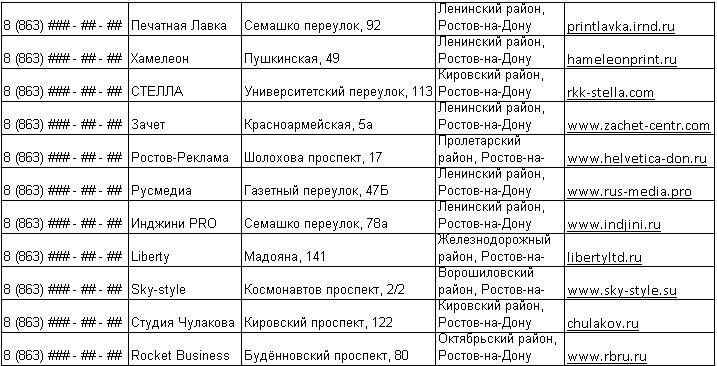 8 (863) ### - ## - ## Печатная Лавка Семашко переулок, 92 Ленинский район, Ростов-на-Дону printlavka.irnd.ru
8 (863) ### - ## - ## Хамелеон Пушкинская, 49 Ленинский район, Ростов-на-Дону hameleonprint.ru
8 (863) ### - ## - ## СТЕЛЛА Университетский переулок, 113 Кировский район, Ростов-на-Дону rkk-stella.com
8 (863) ### - ## - ## Зачет Красноармейская, 5а Ленинский район, Ростов-на-Дону www.zachet-centr.com
8 (863) ### - ## - ## Ростов-Реклама Шолохова проспект, 17 Пролетарский район, Ростов-на- www.helvetica-don.ru
8 (863) ### - ## - ## Русмедиа Газетный переулок, 47Б Ленинский район, Ростов-на-Дону www.rus-media.pro
8 (863) ### - ## - ## Инджини PRO Семашко переулок, 78а Ленинский район, Ростов-на-Дону www.indjini.ru
8 (863) ### - ## - ## Liberty Мадояна, 141 Железнодорожный район, Ростов-на- libertyltd.ru
8 (863) ### - ## - ## Sky-style Космонавтов проспект, 2/2 Ворошиловский район, Ростов-на- www.sky-style.su
8 (863) ### - ## - ## Студия Чулакова Кировский проспект, 122 Кировский район, Ростов-на-Дону chulakov.ru
8 (863) ### - ## - ## Rocket Business Будённовский проспект, 80 Октябрьский район, Ростов-на-Дону www.rbru.ru